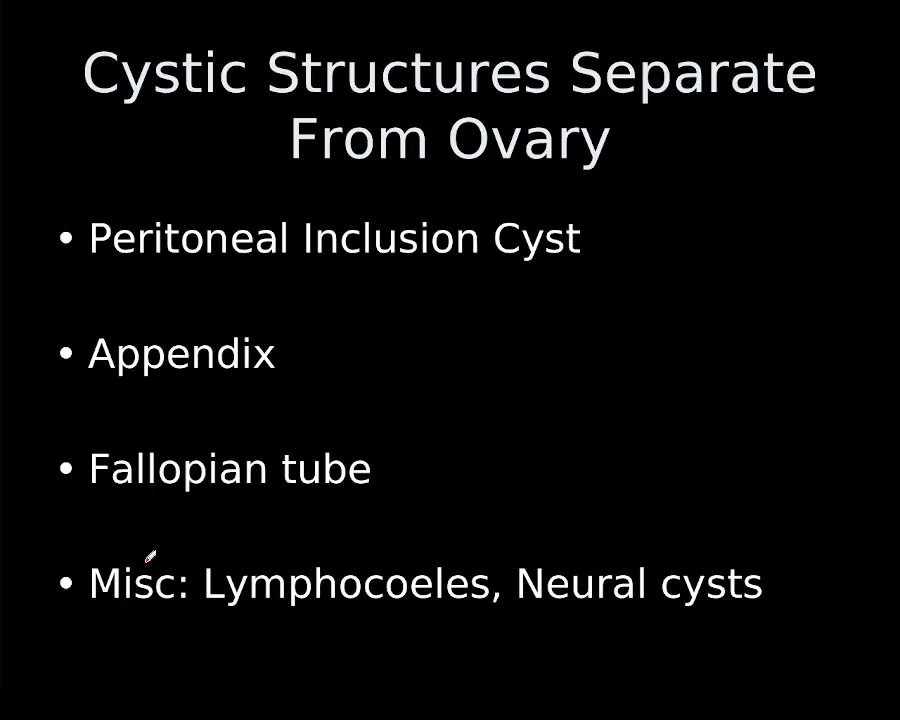 Cystic Structures Separate
From Ovary
• Peritoneal Inclusion Cyst
• Appendix
• Fallopian tube
• Misc: Lymphocoeles, Neural cysts